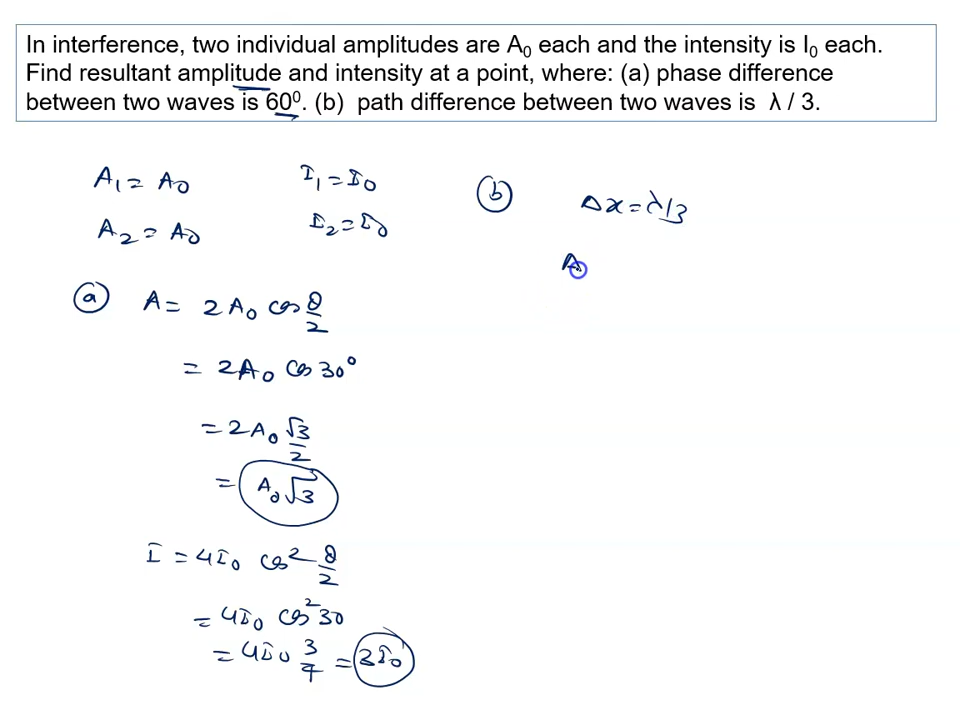 In interference, two individual amplitudes are A₀ each and the intensity is I₀ each.
Find resultant amplitude and intensity at a point, where: (a) phase difference
between two waves is 60⁰. (b) path difference between two waves is λ / 3.
A₁ = A₀
I₁ = I₀
A₂ = A₀
I₂ = I₀
(a) A = 2A₀ cos θ/2
= 2A₀ cos 30°
= 2A₀ √3/2
= A₀√3
I = 4I₀ cos² θ/2
= 4I₀ cos² 30
= 4I₀ 3/4 = 3I₀
(b) Δx = λ/3
A